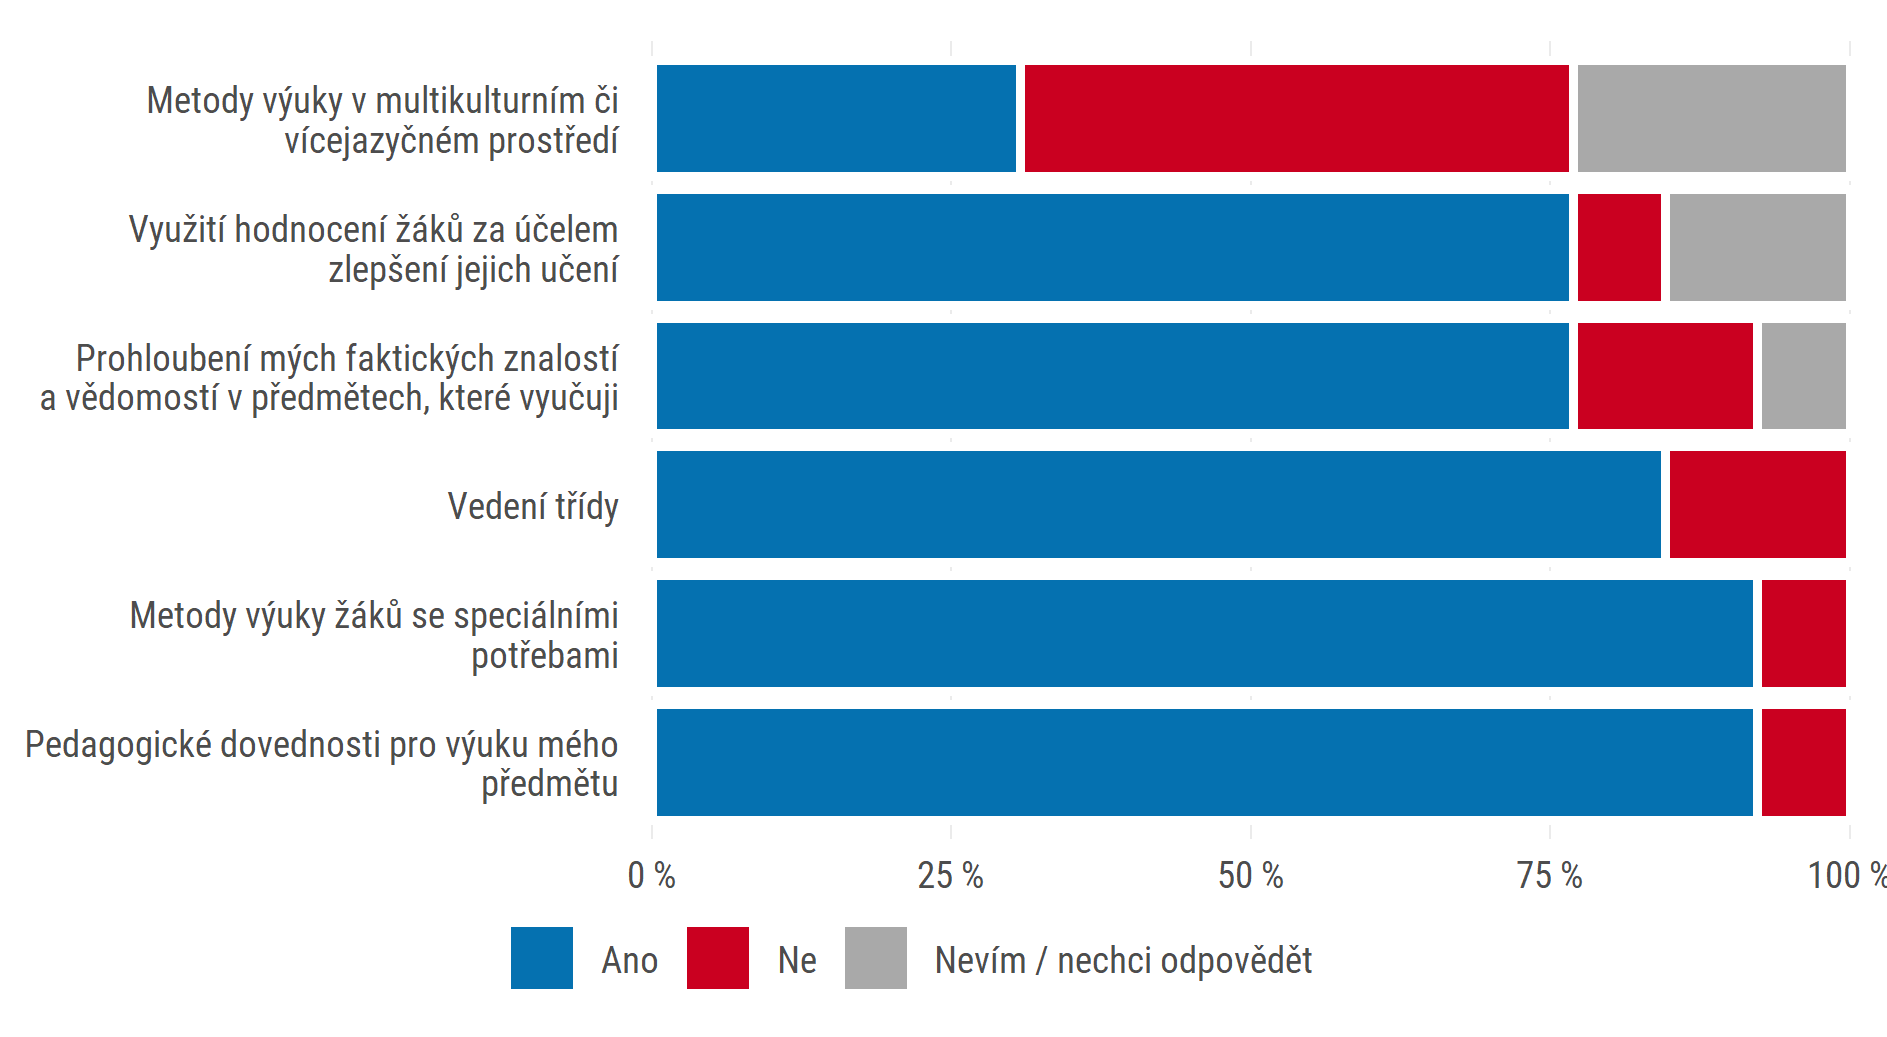 Metody výuky v multikulturním či
vícejazyčném prostředí
Využití hodnocení žáků za účelem
zlepšení jejich učení
Prohloubení mých faktických znalostí
a vědomostí v předmětech, které vyučuji
Vedení třídy
Metody výuky žáků se speciálními
potřebami
Pedagogické dovednosti pro výuku mého
předmětu
0 % 25 % 50 % 75 % 100 %
Ano Ne Nevím / nechci odpovědět